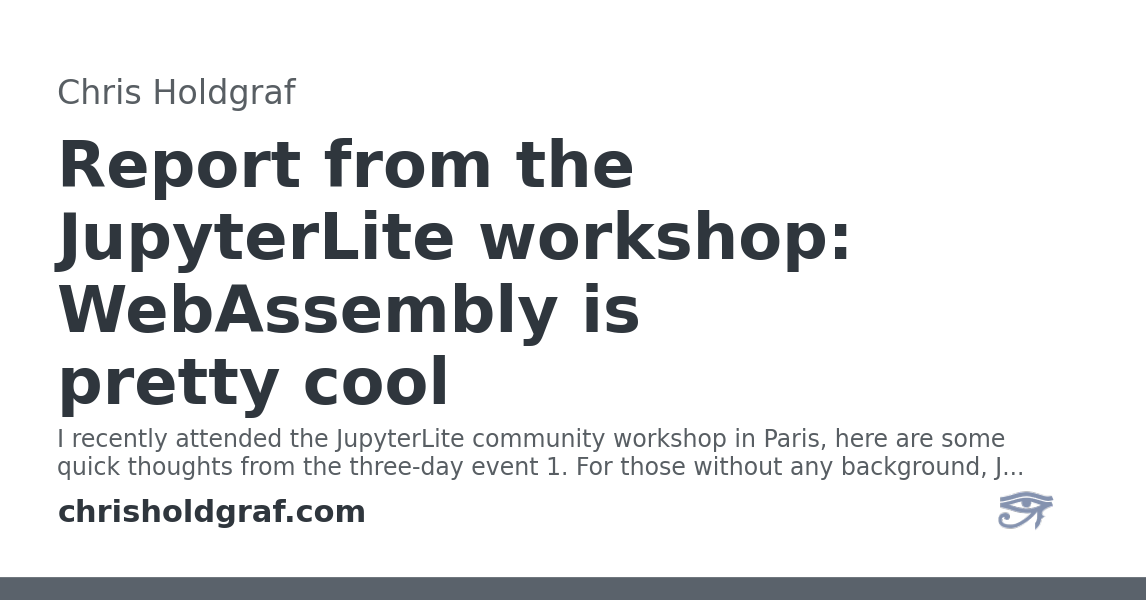 Chris Holdgraf
Report from the
JupyterLite workshop:
WebAssembly is
pretty cool
I recently attended the JupyterLite community workshop in Paris, here are some
quick thoughts from the three-day event 1. For those without any background, J...
chrisholdgraf.com